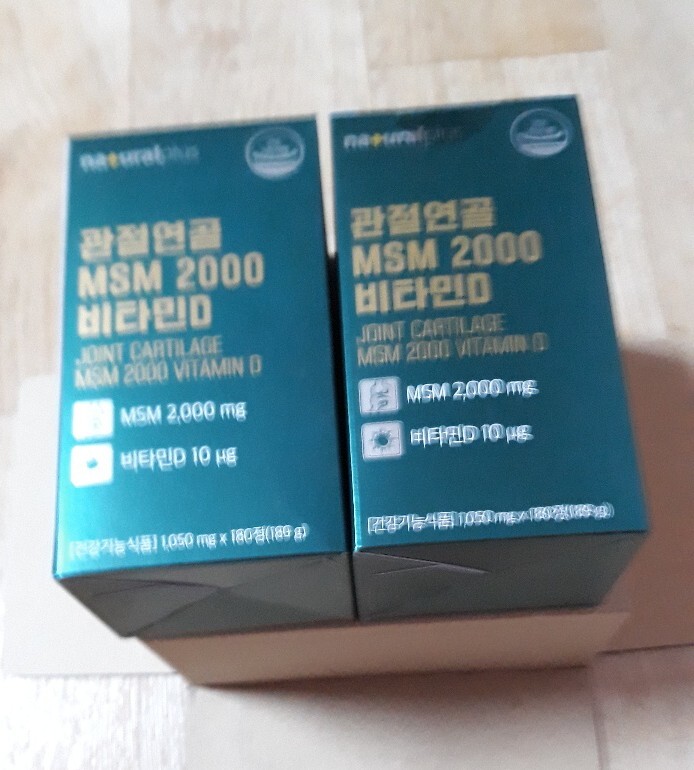 naturalplus
관절연골
MSM 2000
비타민D
JOINT CARTILAGE
MSM 2000 VITAMIN D
MSM 2,000 mg
비타민D 10 μg
[건강기능식품] 1,050 mg x 180정(189 g)
naturalplus
관절연골
MSM 2000
비타민D
JOINT CARTILAGE
MSM 2000 VITAMIN D
MSM 2,000 mg
비타민D 10 μg
[건강기능식품] 1,050 mg x 180정(189 g)